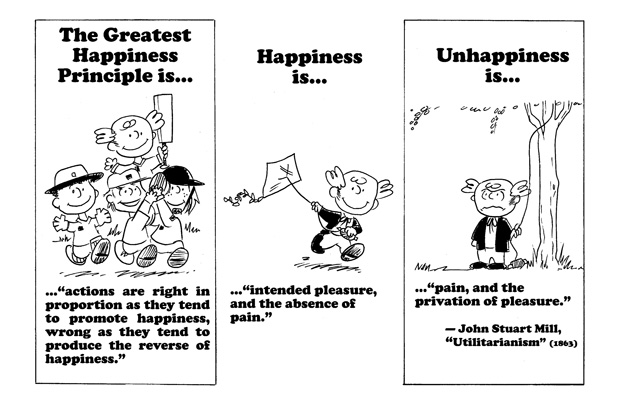 The Greatest
Happiness
Principle is...
...“actions are right in
proportion as they tend
to promote happiness,
wrong as they tend to
produce the reverse of
happiness.”
Happiness
is...
...“intended pleasure,
and the absence of
pain.”
Unhappiness
is...
...“pain, and the
privation of pleasure.”
— John Stuart Mill,
“Utilitarianism” (1863)